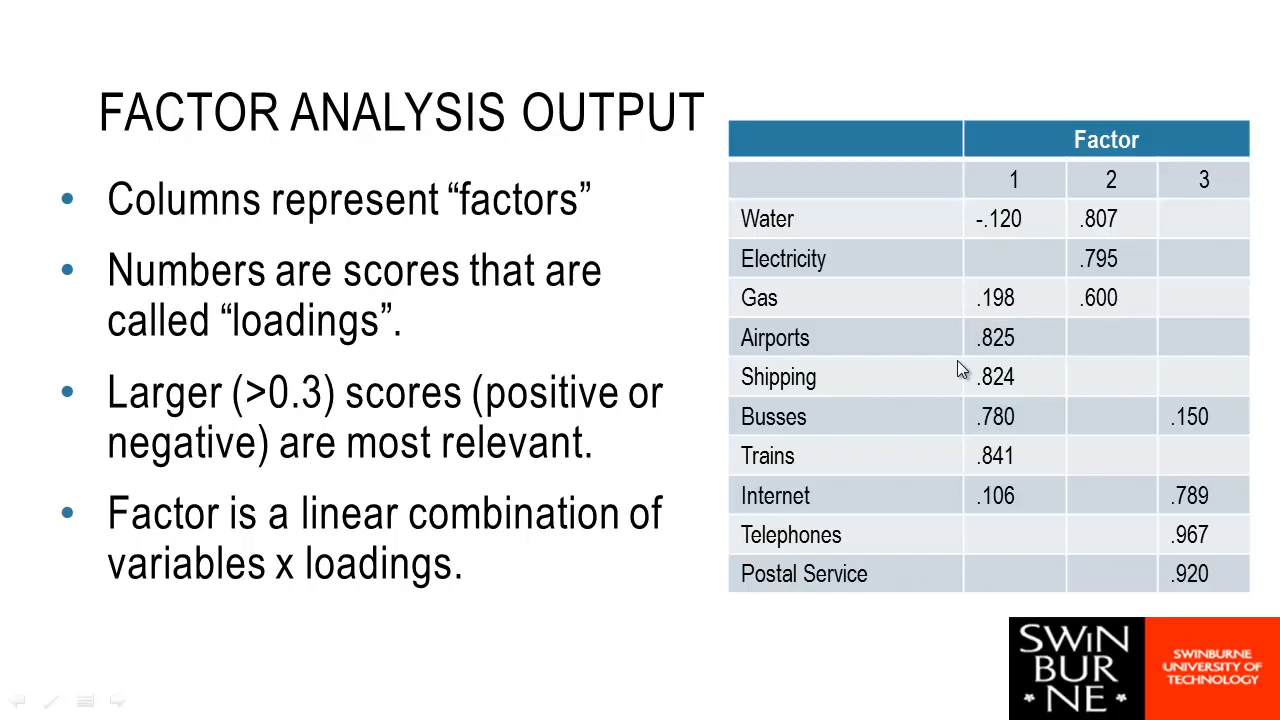 FACTOR ANALYSIS OUTPUT
• Columns represent “factors”
• Numbers are scores that are
called “loadings”.
• Larger (>0.3) scores (positive or
negative) are most relevant.
• Factor is a linear combination of
variables x loadings.
Factor
1 2 3
Water -.120 .807
Electricity .795
Gas .198 .600
Airports .825
Shipping .824
Busses .780 .150
Trains .841
Internet .106 .789
Telephones .967
Postal Service .920
SWIN
BUR
NE
SWINBURNE
UNIVERSITY OF
TECHNOLOGY